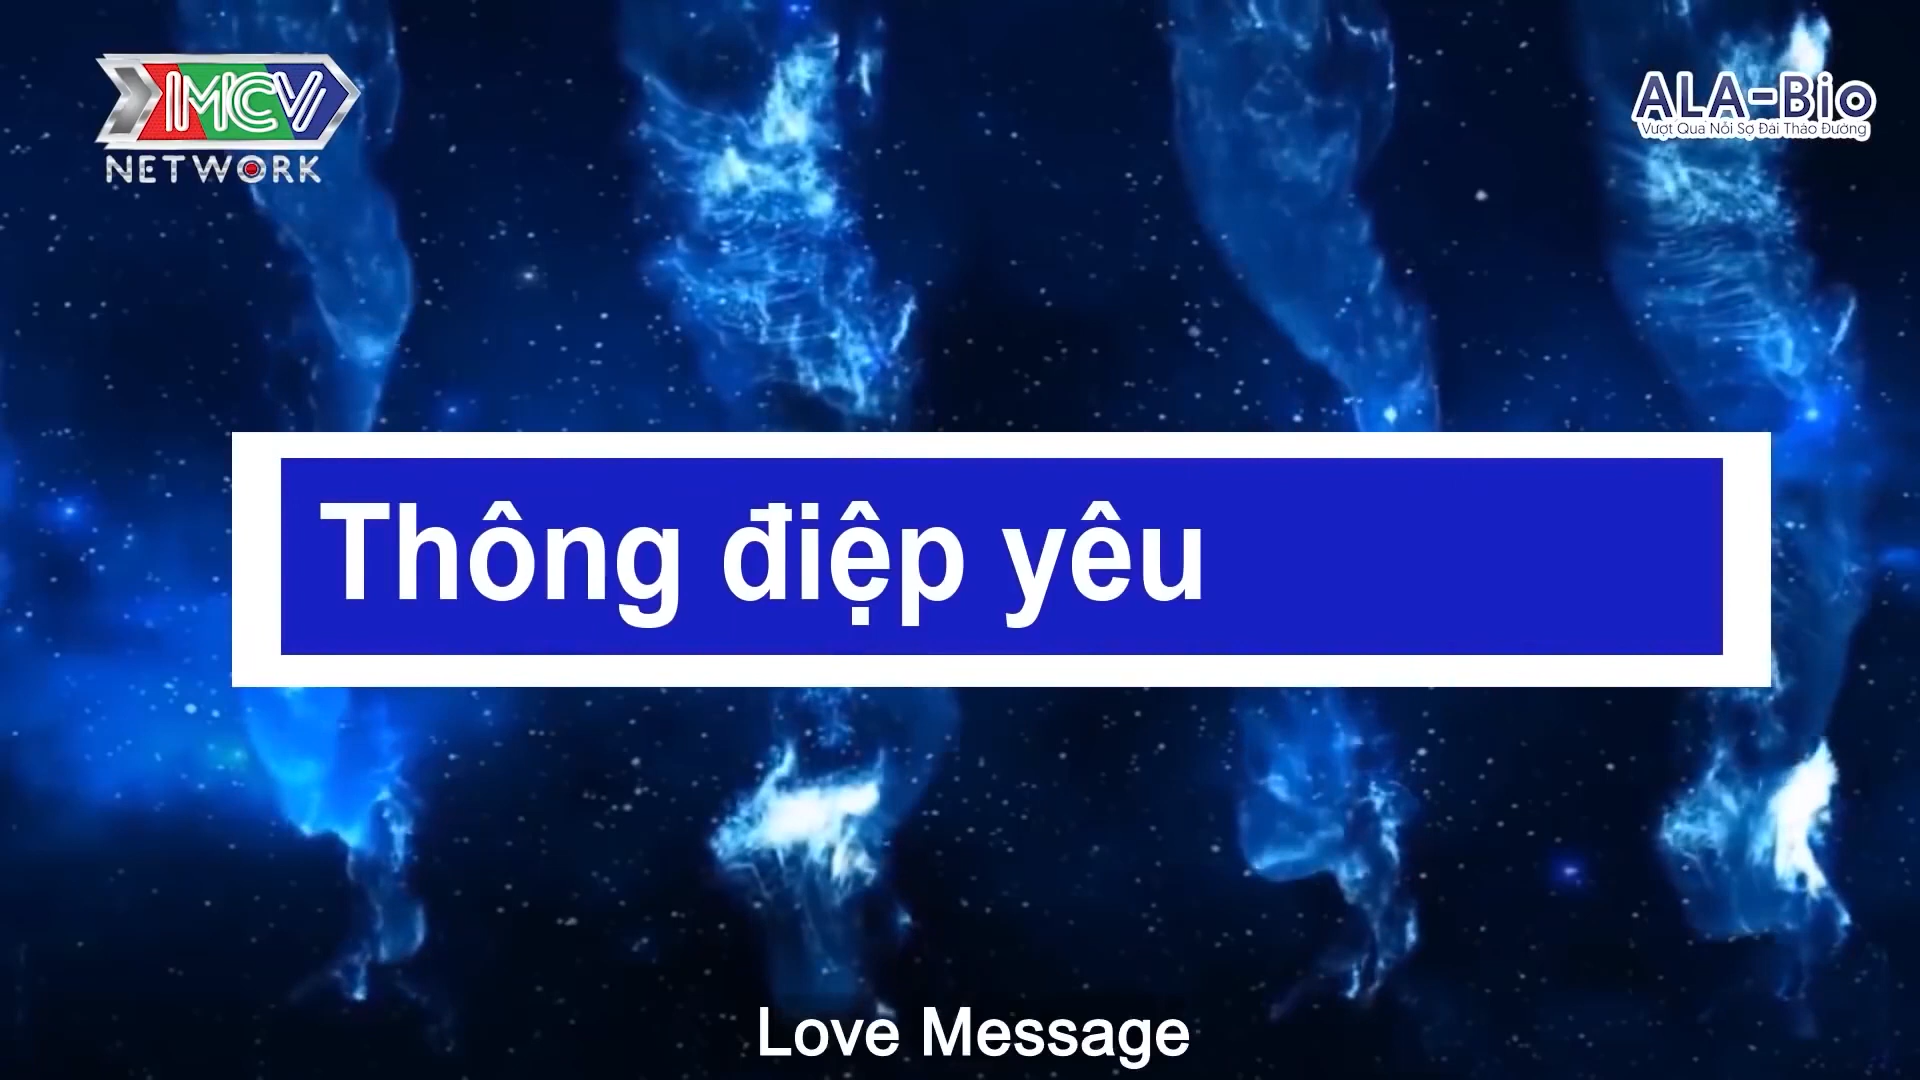 MCV
NETWORK
ALA-Bio
Vượt Qua Nỗi Sợ Đái Tháo Đường
Thông điệp yêu
Love Message